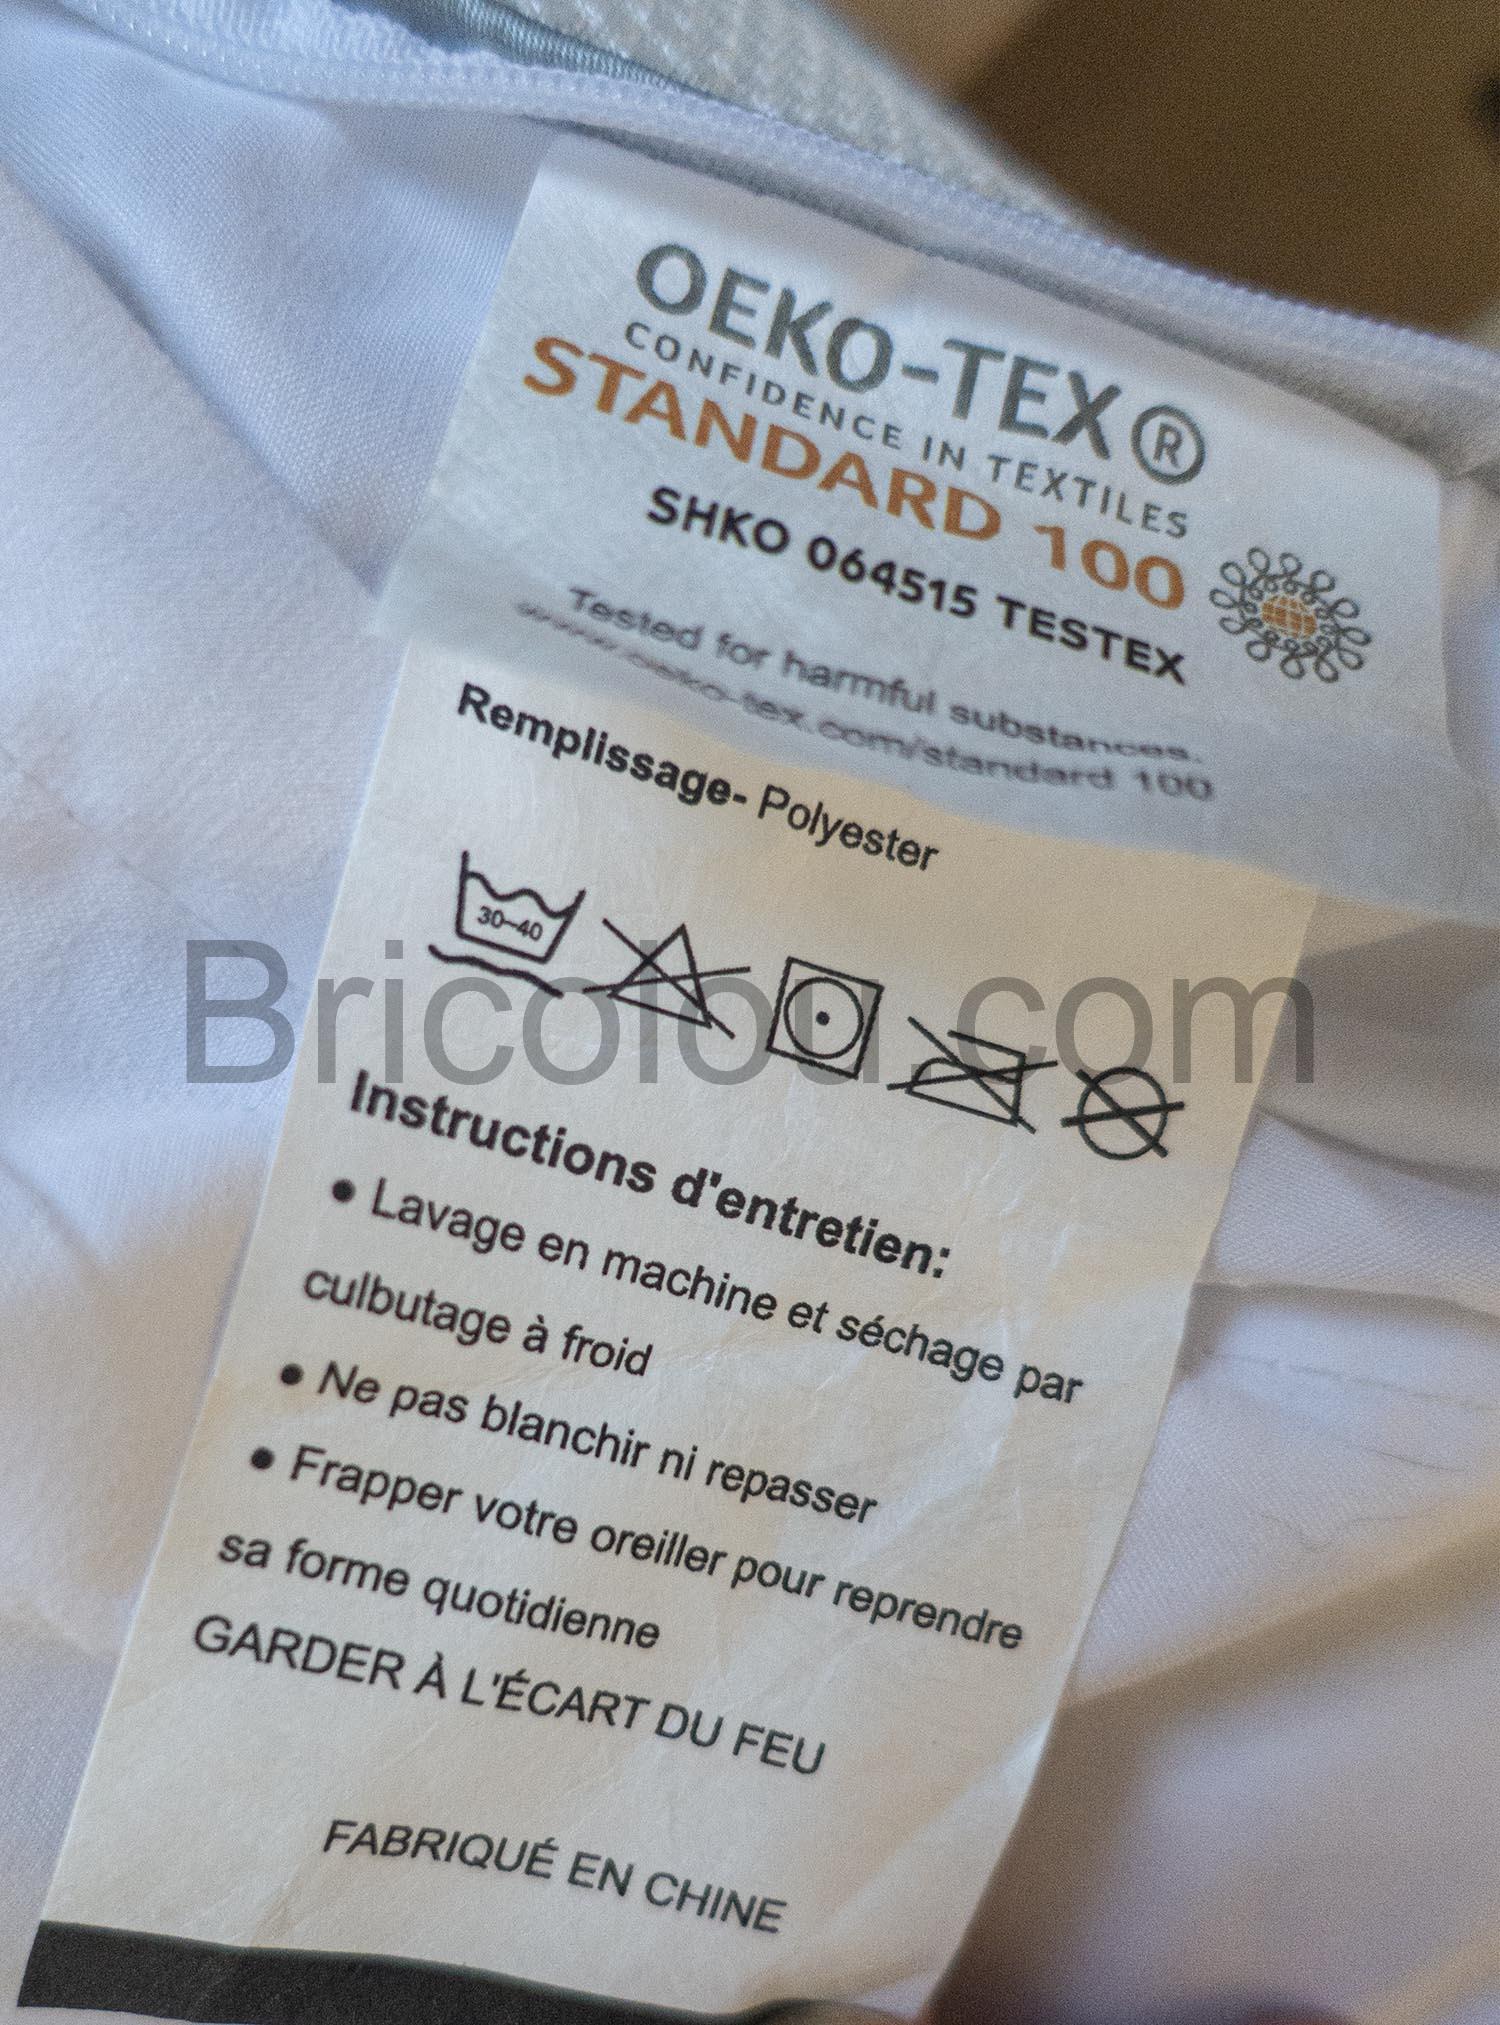 OEKO-TEX®
CONFIDENCE IN TEXTILES
STANDARD 100
SHKO 064515 TESTEX
Tested for harmful substances.
www.oeko-tex.com/standard 100
Remplissage- Polyester
30-40
Bricolou.com
Instructions d'entretien:
• Lavage en machine et séchage par
culbutage à froid
• Ne pas blanchir ni repasser
• Frapper votre oreiller pour reprendre
sa forme quotidienne
GARDER À L'ÉCART DU FEU
FABRIQUÉ EN CHINE